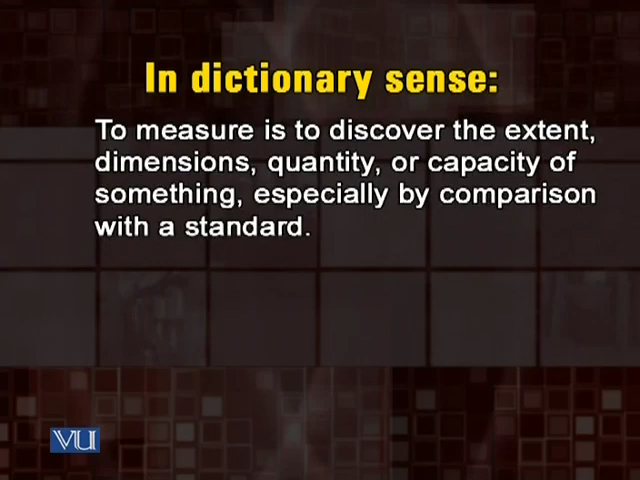 In dictionary sense:
To measure is to discover the extent,
dimensions, quantity, or capacity of
something, especially by comparison
with a standard.
VU